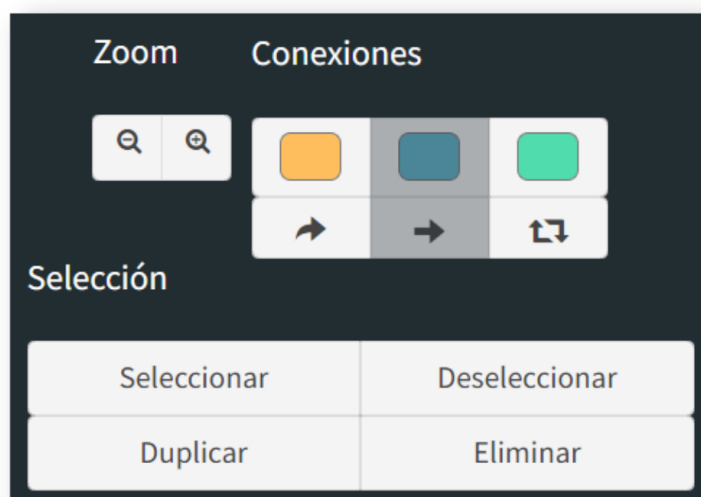 Zoom Conexiones
Selección
Seleccionar Deseleccionar
Duplicar Eliminar